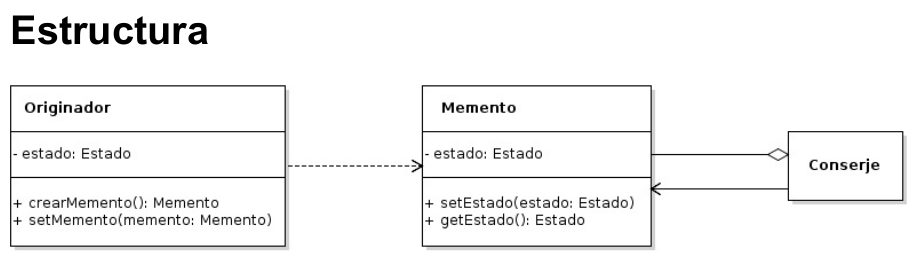 Estructura
Originador
- estado: Estado
+ crearMemento(): Memento
+ setMemento(memento: Memento)
Memento
- estado: Estado
+ setEstado(estado: Estado)
+ getEstado(): Estado
Conserje